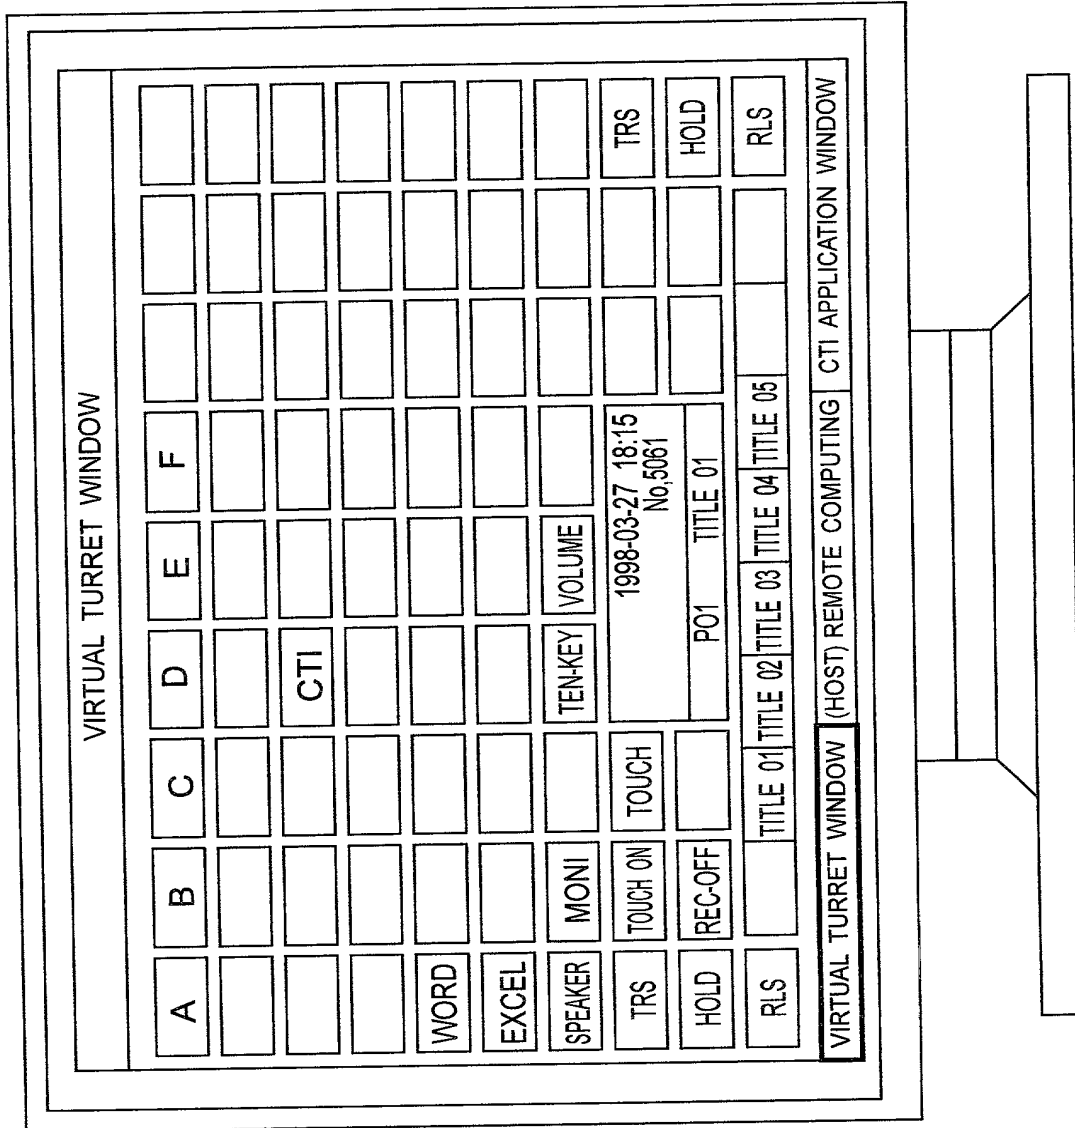 VIRTUAL TURRET WINDOW
A B C D E F
CTI
WORD
EXCEL
SPEAKER MONI TEN-KEY VOLUME
TRS TOUCH ON TOUCH 1998-03-27 18:15 TRS
No,5061
HOLD REC-OFF PO1 TITLE 01 HOLD
RLS TITLE 01 TITLE 02 TITLE 03 TITLE 04 TITLE 05 RLS
VIRTUAL TURRET WINDOW (HOST) REMOTE COMPUTING CTI APPLICATION WINDOW